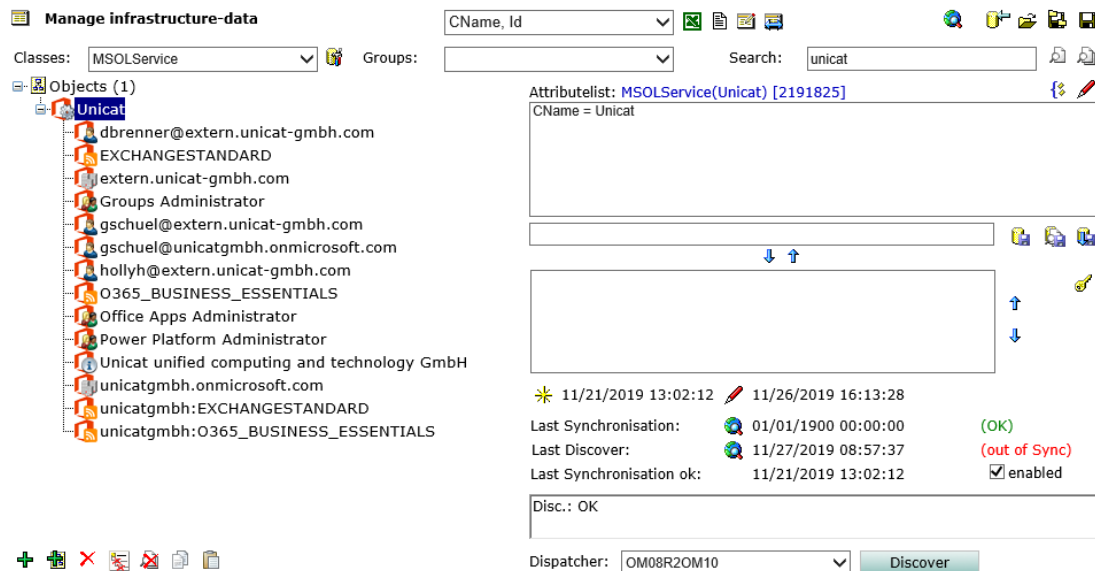 Manage infrastructure-data
CName, Id
Classes: MSOLService Groups: Search: unicat
Objects (1)
Unicat
dbrenner@extern.unicat-gmbh.com
EXCHANGESTANDARD
extern.unicat-gmbh.com
Groups Administrator
gschuel@extern.unicat-gmbh.com
gschuel@unicatgmbh.onmicrosoft.com
hollyh@extern.unicat-gmbh.com
O365_BUSINESS_ESSENTIALS
Office Apps Administrator
Power Platform Administrator
Unicat unified computing and technology GmbH
unicatgmbh.onmicrosoft.com
unicatgmbh:EXCHANGESTANDARD
unicatgmbh:O365_BUSINESS_ESSENTIALS
Attributelist: MSOLService(Unicat) [2191825]
CName = Unicat
11/21/2019 13:02:12 11/26/2019 16:13:28
Last Synchronisation: 01/01/1900 00:00:00 (OK)
Last Discover: 11/27/2019 08:57:37 (out of Sync)
Last Synchronisation ok: 11/21/2019 13:02:12 enabled
Disc.: OK
Dispatcher: OM08R2OM10 Discover